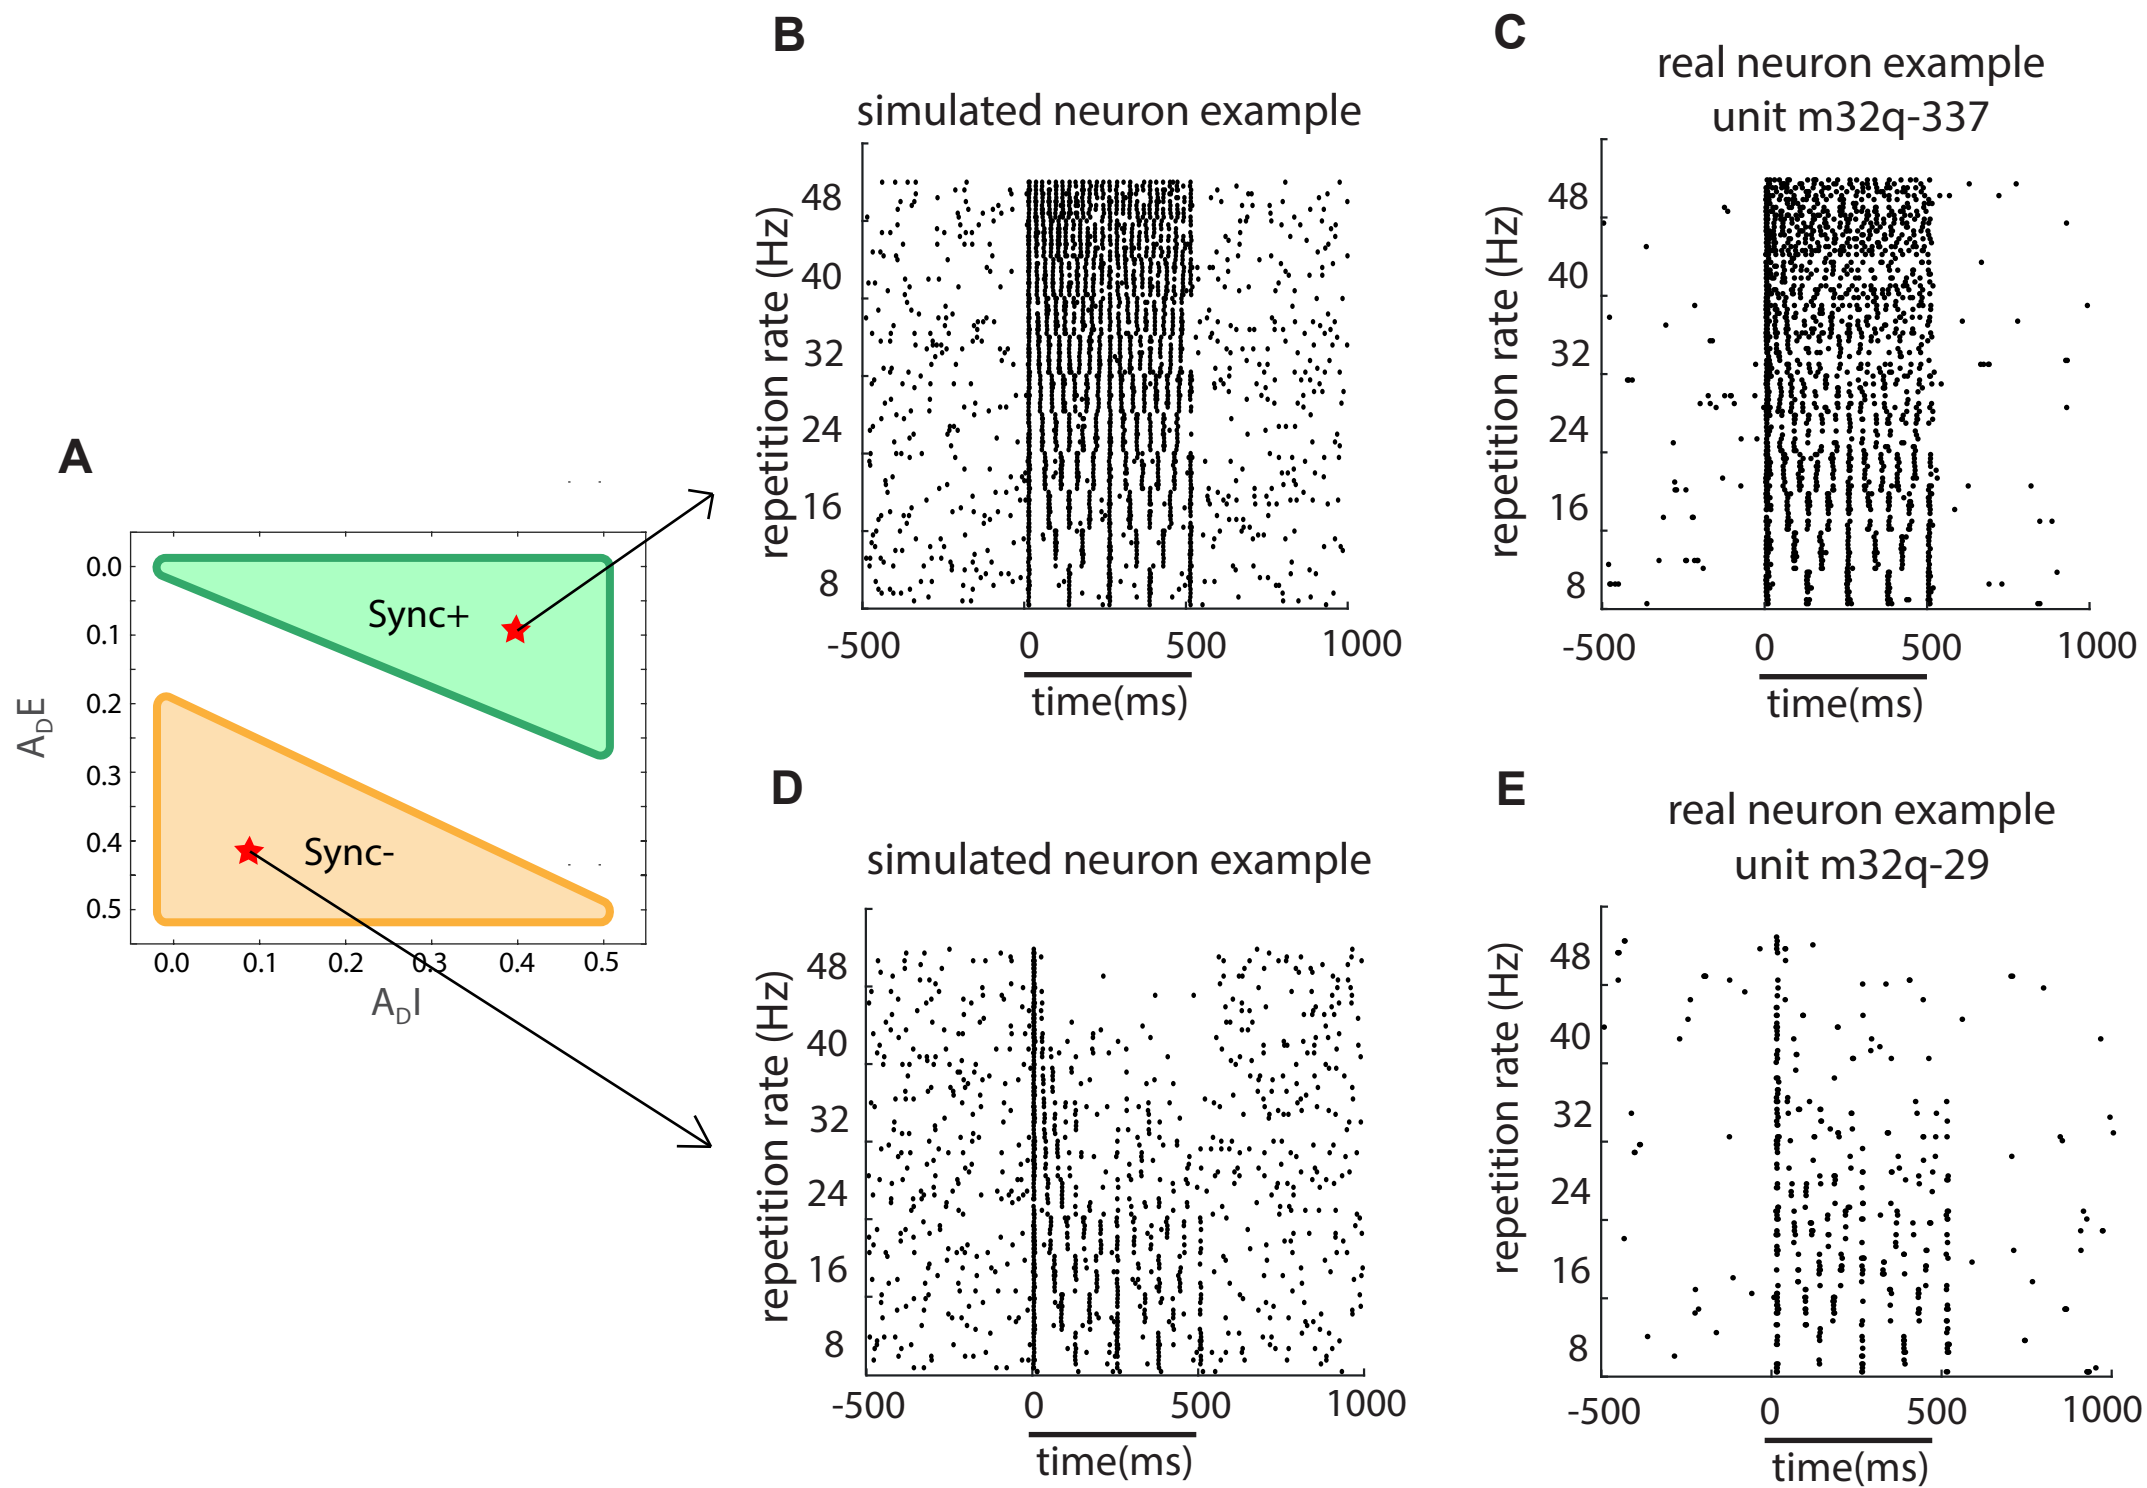 A
0.0
0.1
0.2
0.3
0.4
0.5
A_DE
Sync+
Sync-
0.0 0.1 0.2 0.3 0.4 0.5
A_DI
B
simulated neuron example
repetition rate (Hz)
48
40
32
24
16
8
-500 0 500 1000
time(ms)
C
real neuron example
unit m32q-337
repetition rate (Hz)
48
40
32
24
16
8
-500 0 500 1000
time(ms)
D
simulated neuron example
repetition rate (Hz)
48
40
32
24
16
8
-500 0 500 1000
time(ms)
E
real neuron example
unit m32q-29
repetition rate (Hz)
48
40
32
24
16
8
-500 0 500 1000
time(ms)